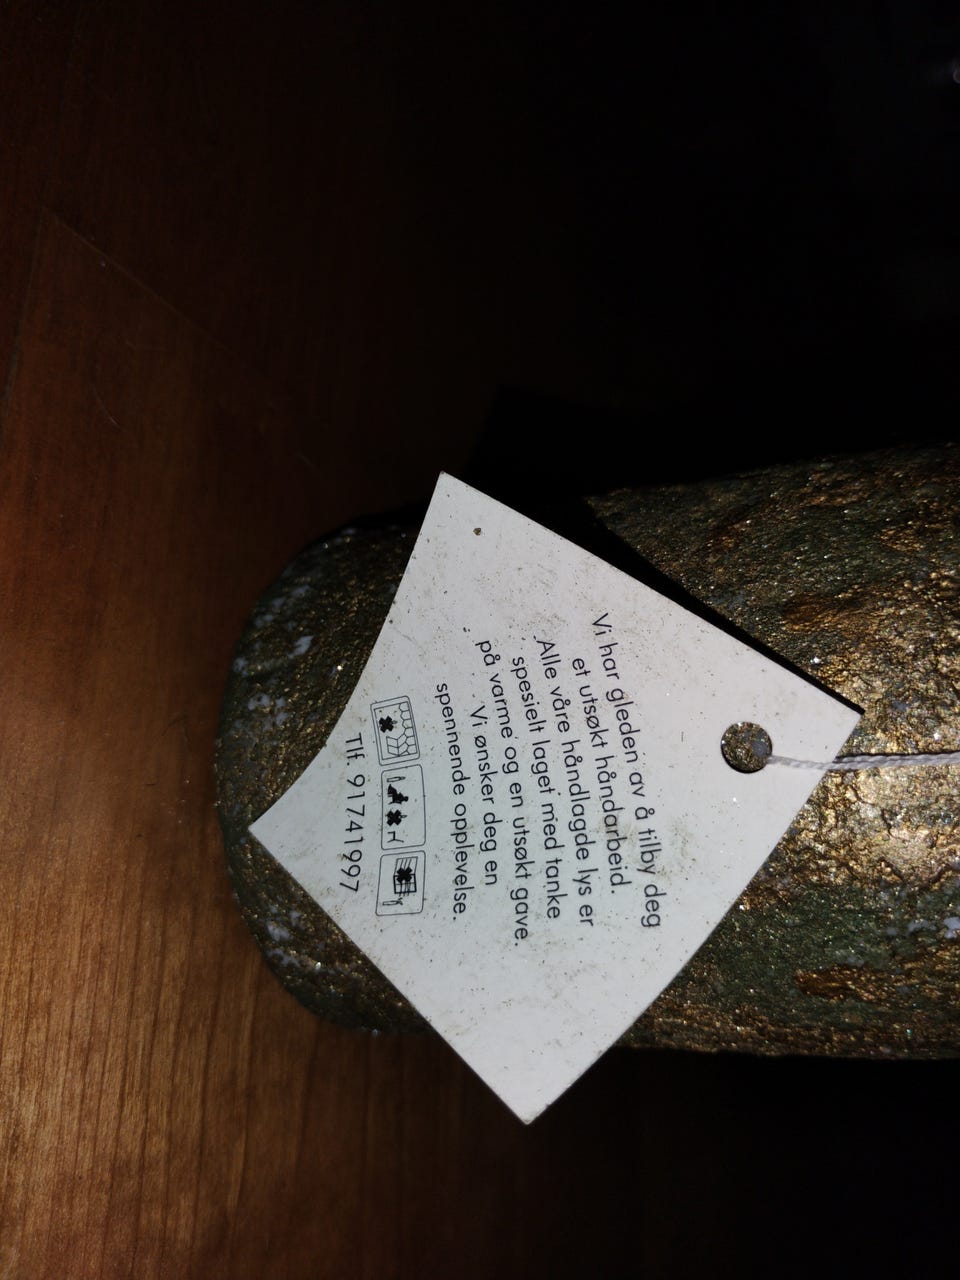 Vi har gleden av å tilby deg
et utsøkt håndarbeid.
Alle våre håndlagde lys er
spesielt laget med tanke
på varme og en utsøkt gave.
Vi ønsker deg en
spennende opplevelse.
Tlf. 91741997